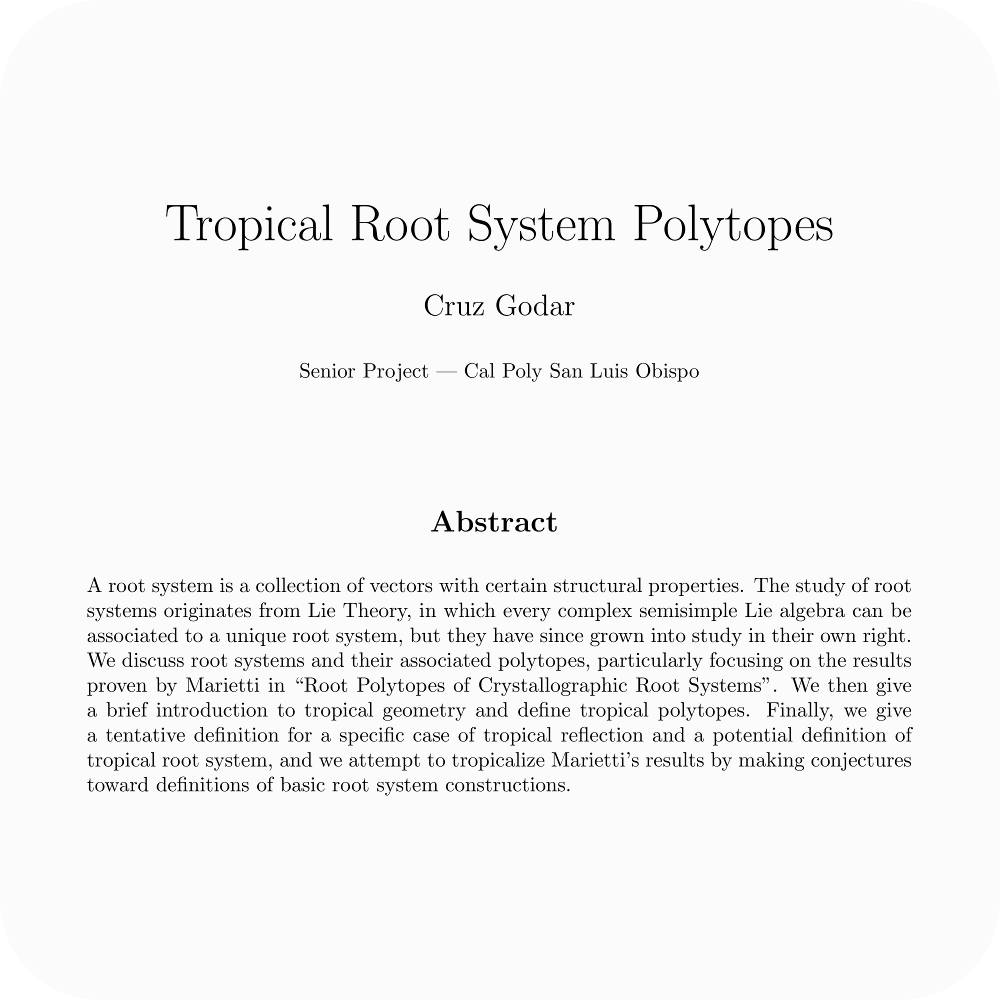 Tropical Root System Polytopes
Cruz Godar
Senior Project — Cal Poly San Luis Obispo
Abstract
A root system is a collection of vectors with certain structural properties. The study of root
systems originates from Lie Theory, in which every complex semisimple Lie algebra can be
associated to a unique root system, but they have since grown into study in their own right.
We discuss root systems and their associated polytopes, particularly focusing on the results
proven by Marietti in “Root Polytopes of Crystallographic Root Systems”. We then give
a brief introduction to tropical geometry and define tropical polytopes. Finally, we give
a tentative definition for a specific case of tropical reflection and a potential definition of
tropical root system, and we attempt to tropicalize Marietti’s results by making conjectures
toward definitions of basic root system constructions.